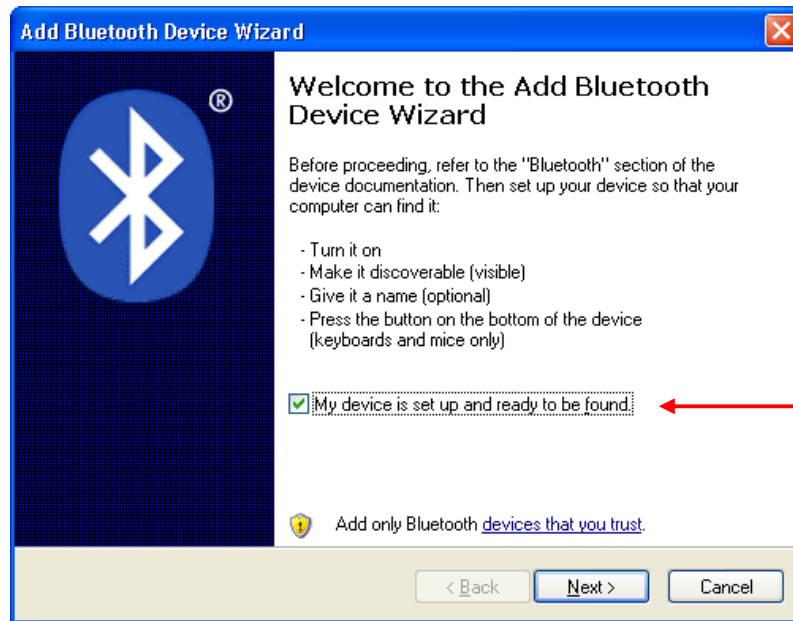 Add Bluetooth Device Wizard
®
Welcome to the Add Bluetooth
Device Wizard
Before proceeding, refer to the "Bluetooth" section of the
device documentation. Then set up your device so that your
computer can find it:
- Turn it on
- Make it discoverable (visible)
- Give it a name (optional)
- Press the button on the bottom of the device
(keyboards and mice only)
My device is set up and ready to be found.
Add only Bluetooth devices that you trust.
< Back Next > Cancel